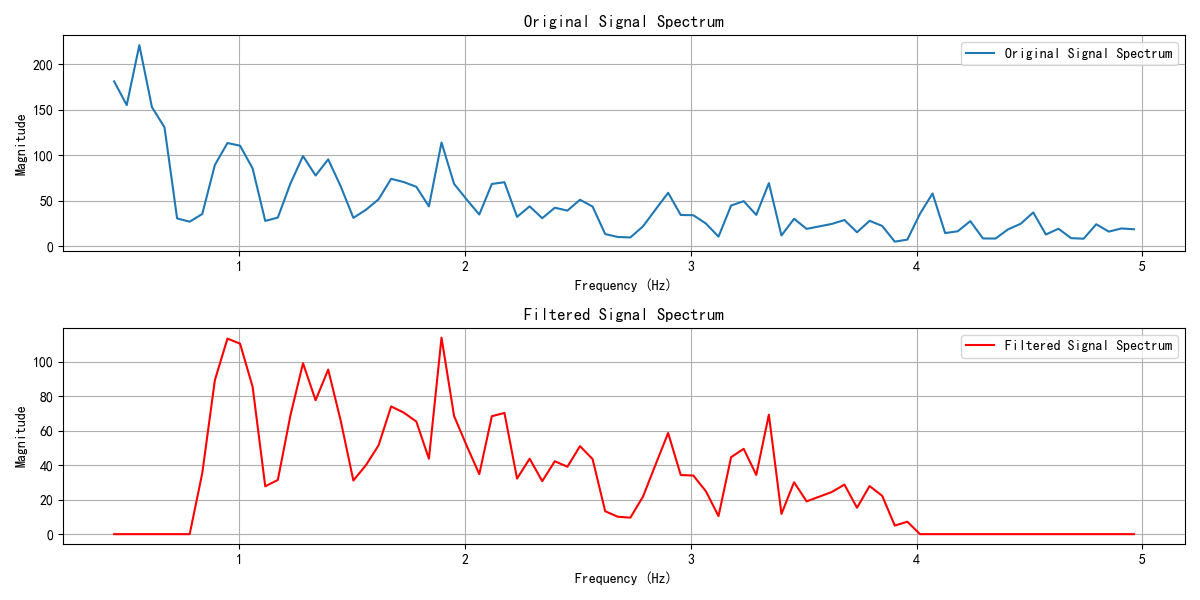 Original Signal Spectrum
Original Signal Spectrum
Magnitude
200
150
100
50
0
1 2 3 4 5
Frequency (Hz)
Filtered Signal Spectrum
Filtered Signal Spectrum
Magnitude
100
80
60
40
20
0
1 2 3 4 5
Frequency (Hz)